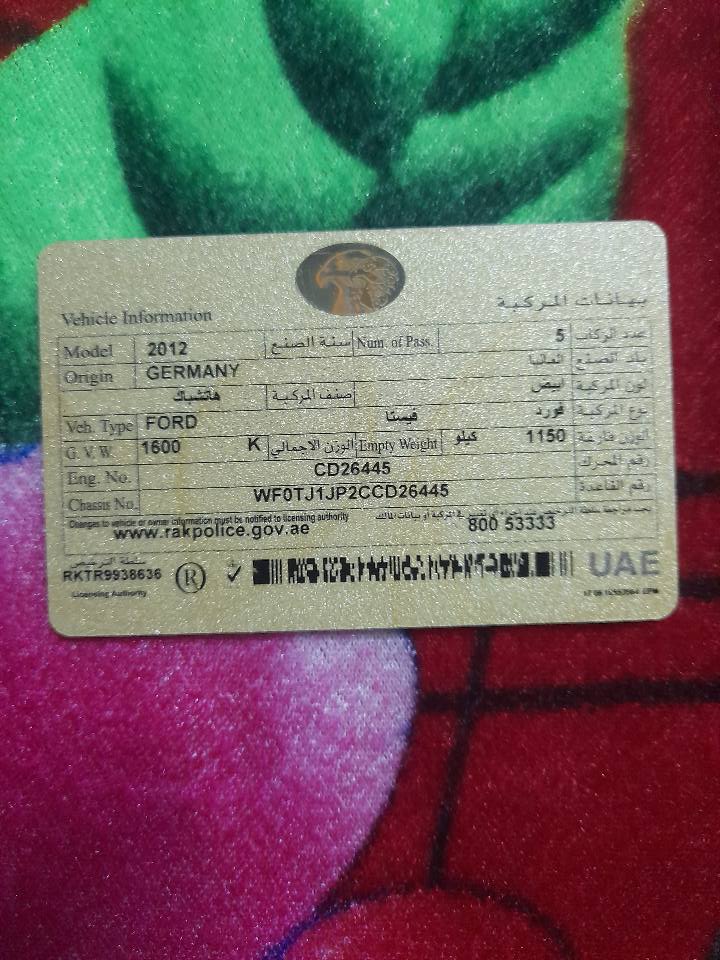 بيانات المركبة
Vehicle Information
Model 2012 سنة الصنع Num. of Pass. 5 عدد الركاب
Origin GERMANY المانيا بلد الصنع
هاتشباك صنف المركبة ابيض لون المركبة
Veh. Type FORD فيستا فورد نوع المركبة
G. V. W. 1600 K الوزن الاجمالي Empty Weight كيلو 1150 الوزن فارغة
Eng. No. CD26445 رقم المحرك
Chassis No. WF0TJ1JP2CCD26445 رقم القاعدة
Changes to vehicle or owner information must be notified to licensing authority
www.rakpolice.gov.ae 800 53333
سلطة الترخيص
RKTR9938636 R UAE
Licensing Authority